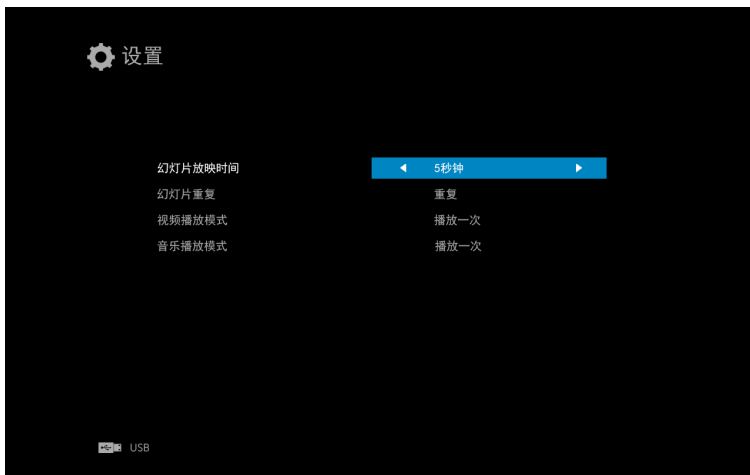 设置
幻灯片放映时间 5秒钟
幻灯片重复 重复
视频播放模式 播放一次
音乐播放模式 播放一次
USB